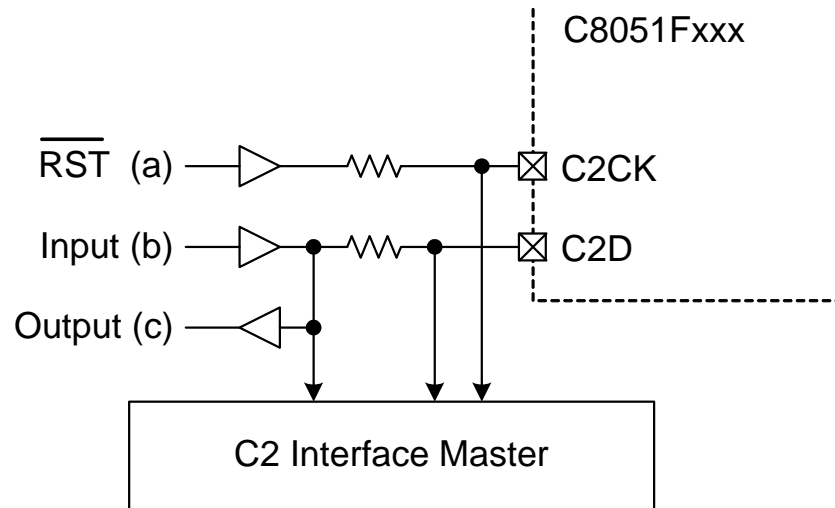 C8051Fxxx
RST (a)
C2CK
Input (b)
C2D
Output (c)
C2 Interface Master